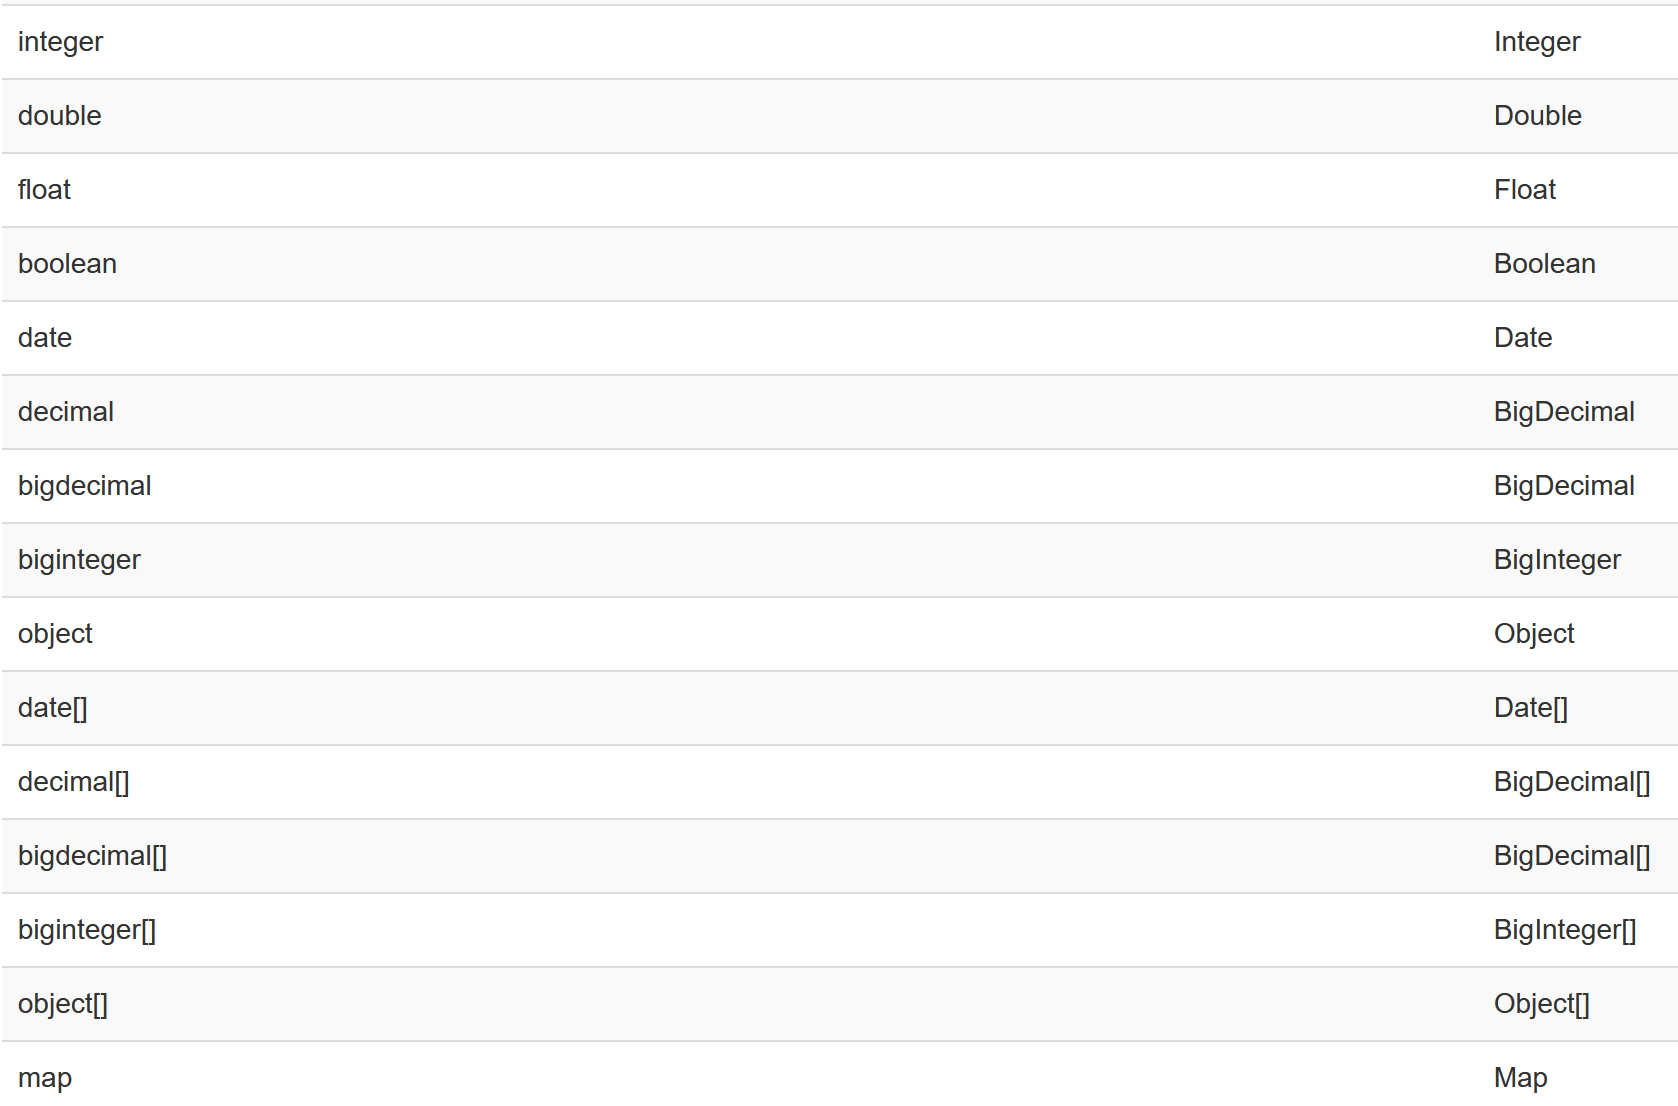 integer Integer
double Double
float Float
boolean Boolean
date Date
decimal BigDecimal
bigdecimal BigDecimal
biginteger BigInteger
object Object
date[] Date[]
decimal[] BigDecimal[]
bigdecimal[] BigDecimal[]
biginteger[] BigInteger[]
object[] Object[]
map Map